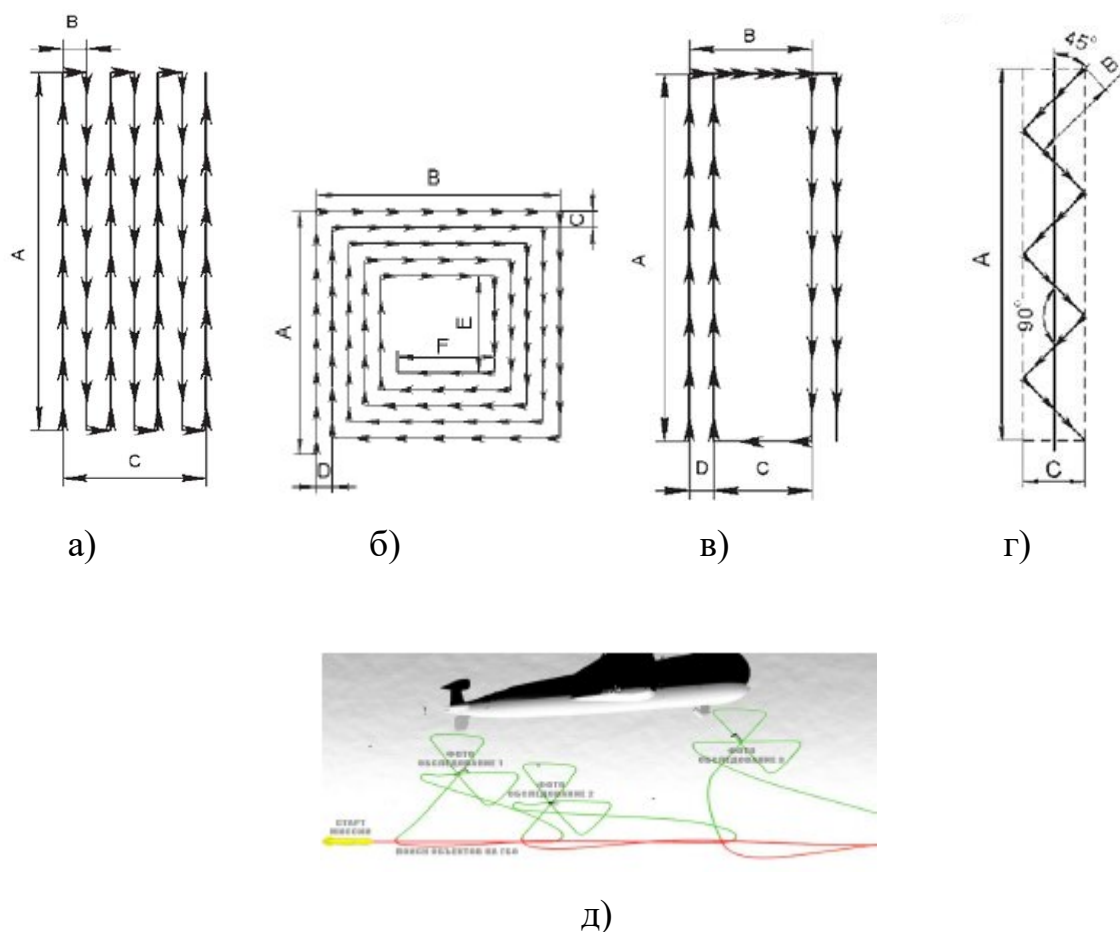 B
A
C
а)
B
C
A
E
F
D
б)
B
A
D
C
в)
45°
B
A
90°
C
г)
ФОТО
ОБСЛЕДОВАНИЕ 1
ФОТО
ОБСЛЕДОВАНИЕ 2
ФОТО
ОБСЛЕДОВАНИЕ 3
СТАРТ
МИССИИ
ПОИСК ОБЪЕКТОВ НА ГБО
д)